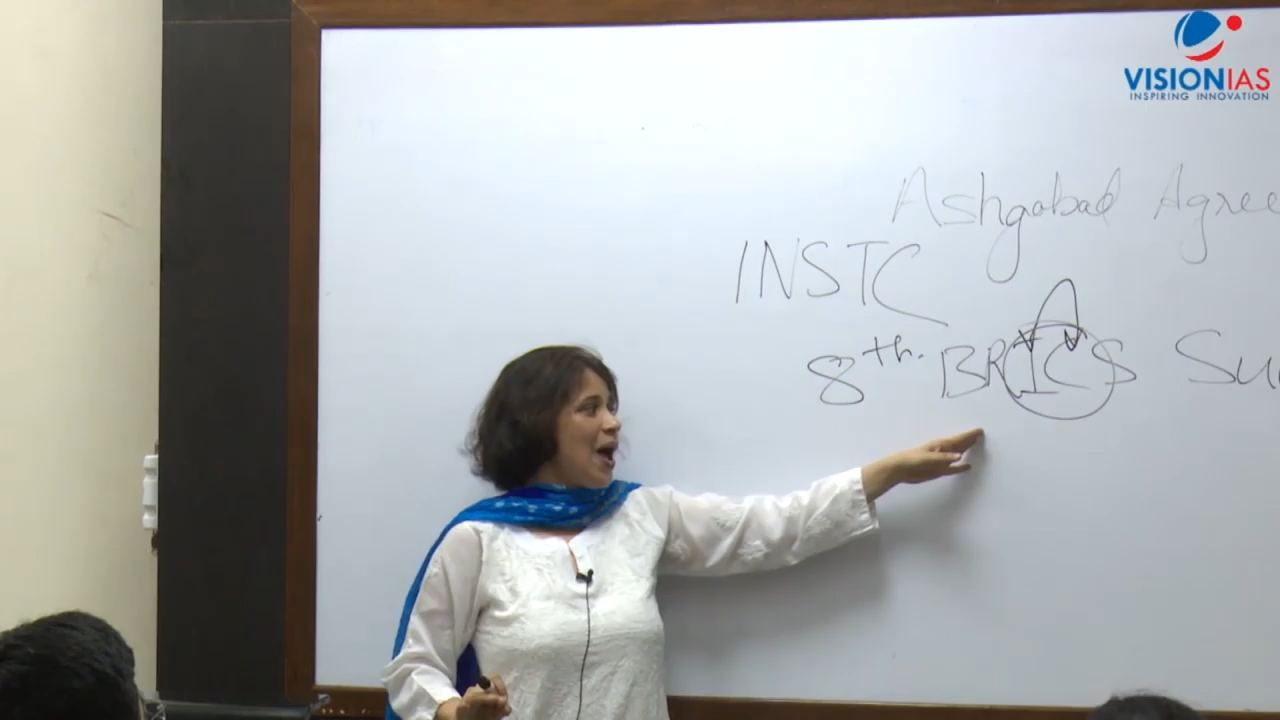 VISIONIAS
INSPIRING INNOVATION
Ashgabad Agree
INSTC
8th. BRICS Su